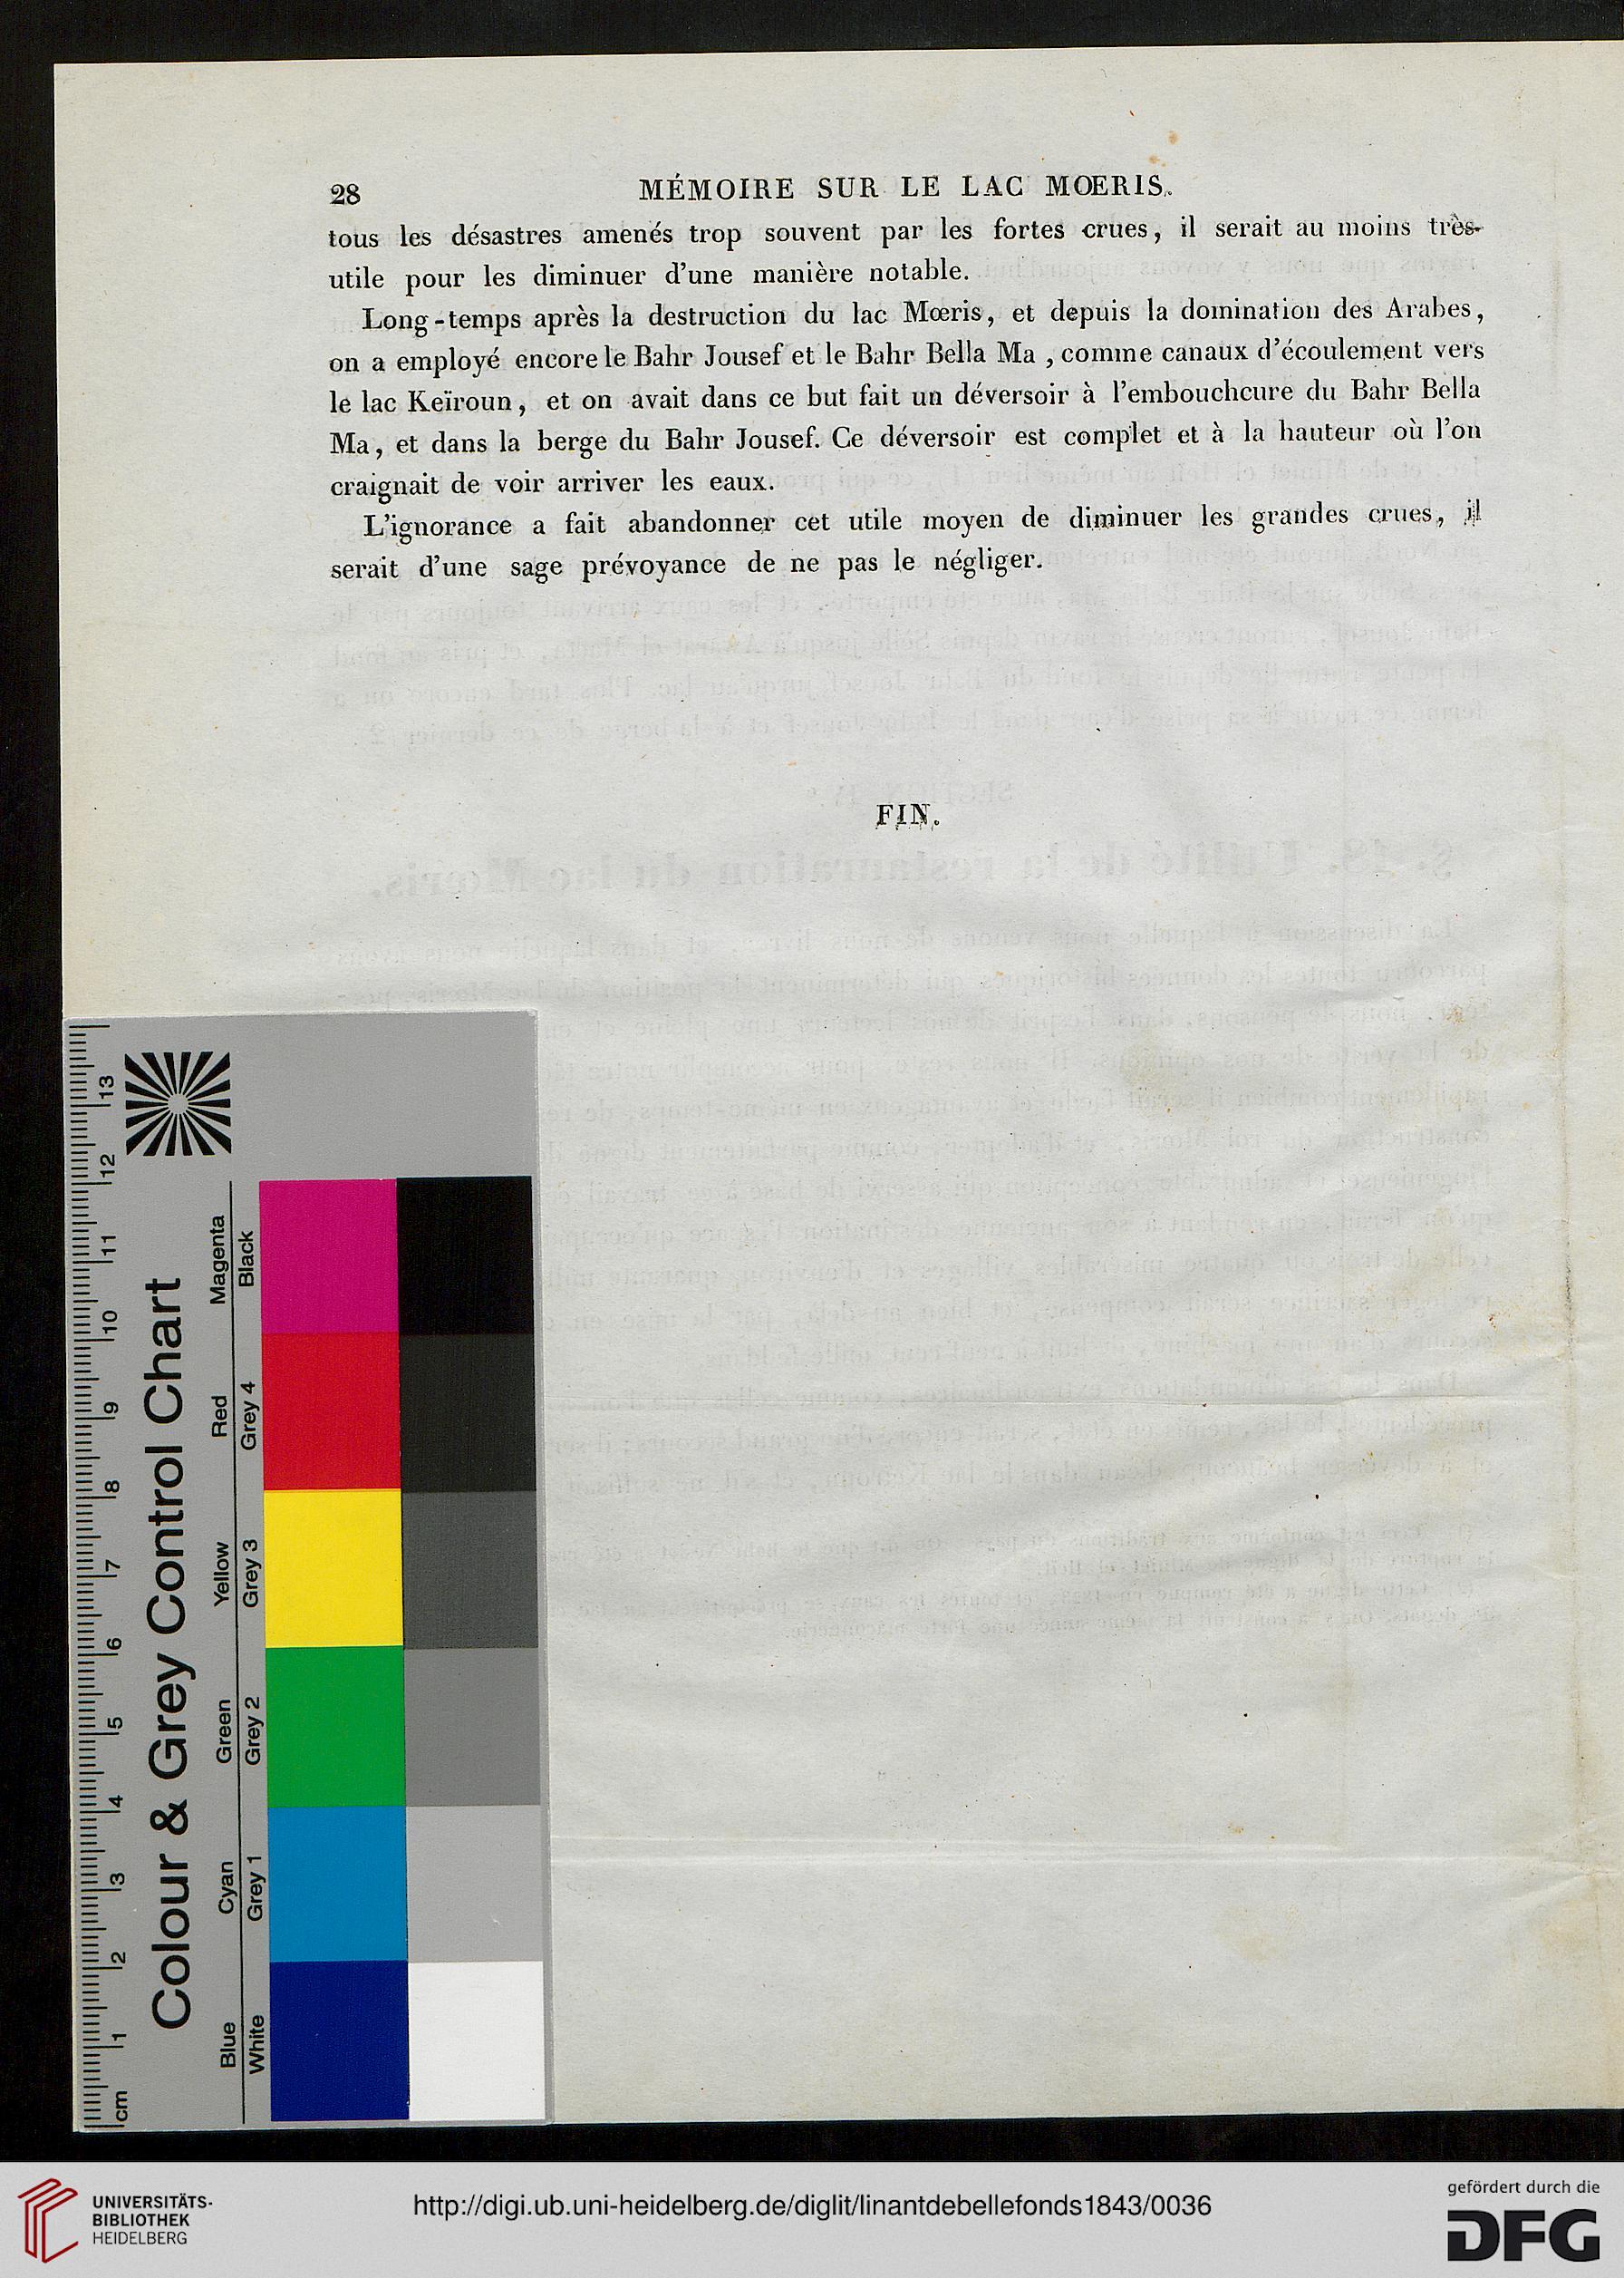 28 MÉMOIRE SUR LE LAC MOERIS.
tous les désastres amenés trop souvent par les fortes crues, il serait au moins très-
utile pour les diminuer d'une manière notable.
Long-temps après la destruction du lac Mœris, et depuis la domination des Arabes,
on a employé encore le Bahr Jousef et le Bahr Bella Ma, comme canaux d'écoulement vers
le lac Keïroun, et on avait dans ce but fait un déversoir à l'embouchcure du Bahr Bella
Ma, et dans la berge du Bahr Jousef. Ce déversoir est complet et à la hauteur où l'on
craignait de voir arriver les eaux.
L'ignorance a fait abandonner cet utile moyen de diminuer les grandes crues, il
serait d'une sage prévoyance de ne pas le négliger.
FIN.
Colour & Grey Control Chart
Blue Cyan Green Yellow Red Magenta
White Grey 1 Grey 2 Grey 3 Grey 4 Black
cm 1 2 3 4 5 6 7 8 9 10 11 12 13
UNIVERSITÄTS-
BIBLIOTHEK
HEIDELBERG
http://digi.ub.uni-heidelberg.de/diglit/linantdebellefonds1843/0036
gefördert durch die
DFG